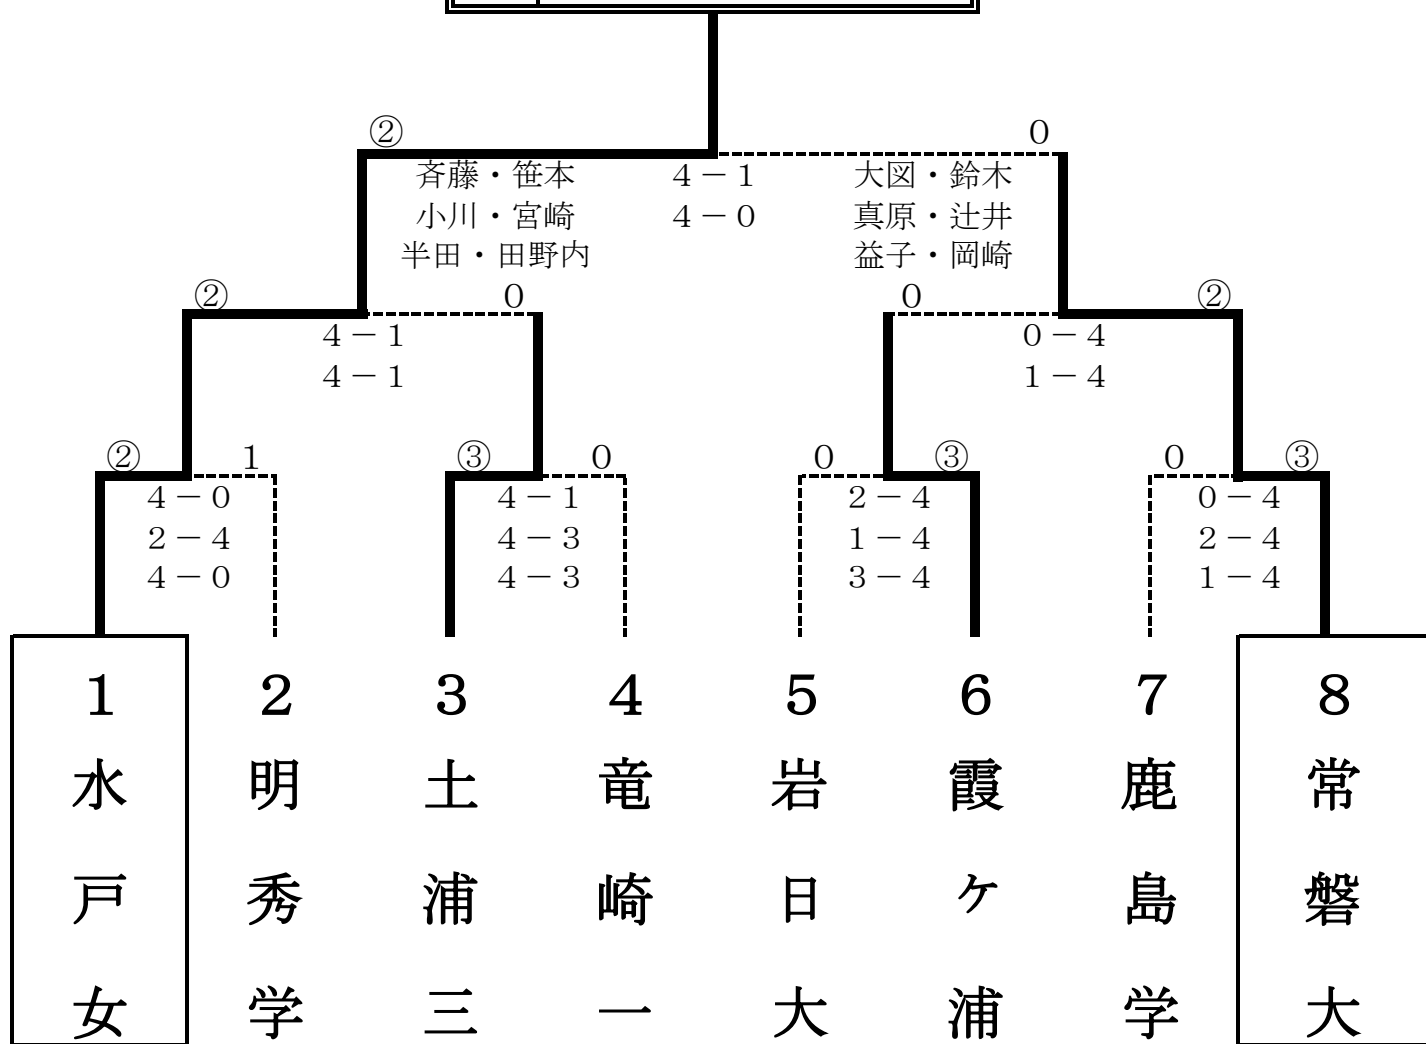 ② 0
斉藤・笹本 4－1 大図・鈴木
小川・宮崎 4－0 真原・辻井
半田・田野内 益子・岡崎
② 0 0 ②
4－1 0－4
4－1 1－4
② 1 ③ 0 0 ③ 0 ③
4－0 4－1 2－4 0－4
2－4 4－3 1－4 2－4
4－0 4－3 3－4 1－4
1 2 3 4 5 6 7 8
水戸女
明秀学
土浦三
竜崎一
岩日大
霞ケ浦
鹿島学
常磐大